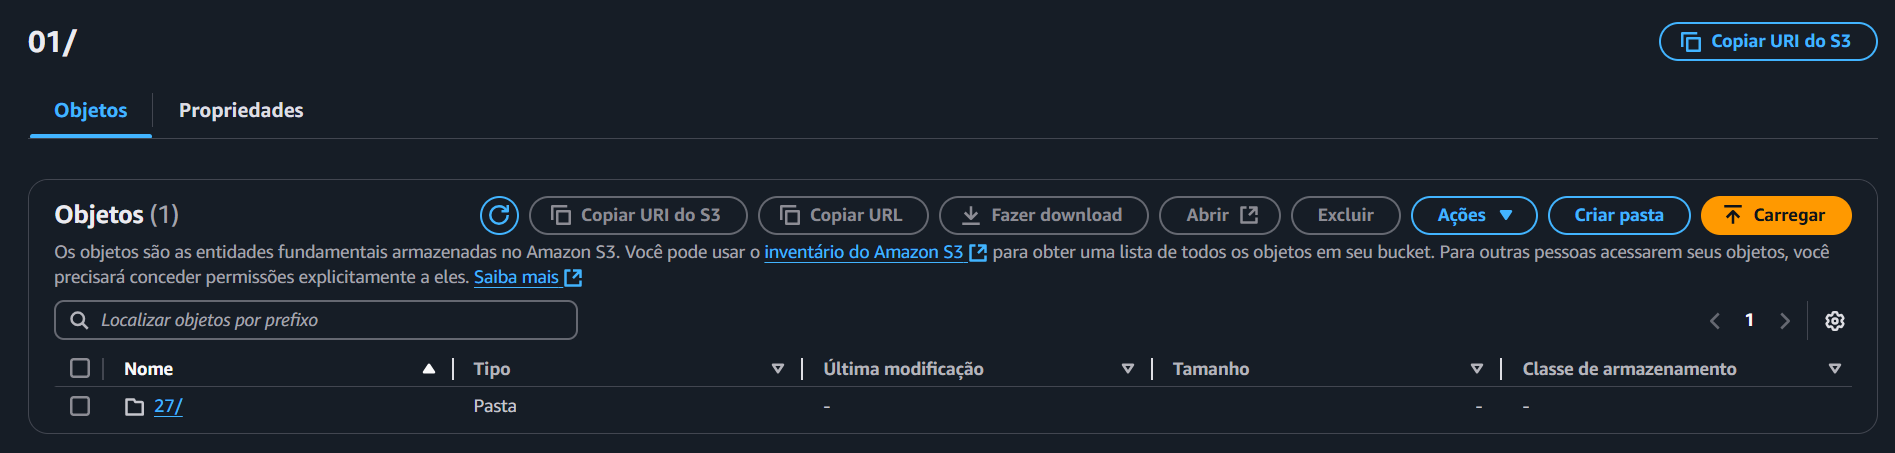 01/
Copiar URI do S3
Objetos
Propriedades
Objetos (1)
Copiar URI do S3
Copiar URL
Fazer download
Abrir
Excluir
Ações
Criar pasta
Carregar
Os objetos são as entidades fundamentais armazenadas no Amazon S3. Você pode usar o inventário do Amazon S3 para obter uma lista de todos os objetos em seu bucket. Para outras pessoas acessarem seus objetos, você
precisará conceder permissões explicitamente a eles. Saiba mais
Localizar objetos por prefixo
1
Nome
Tipo
Última modificação
Tamanho
Classe de armazenamento
27/
Pasta
-
-
-